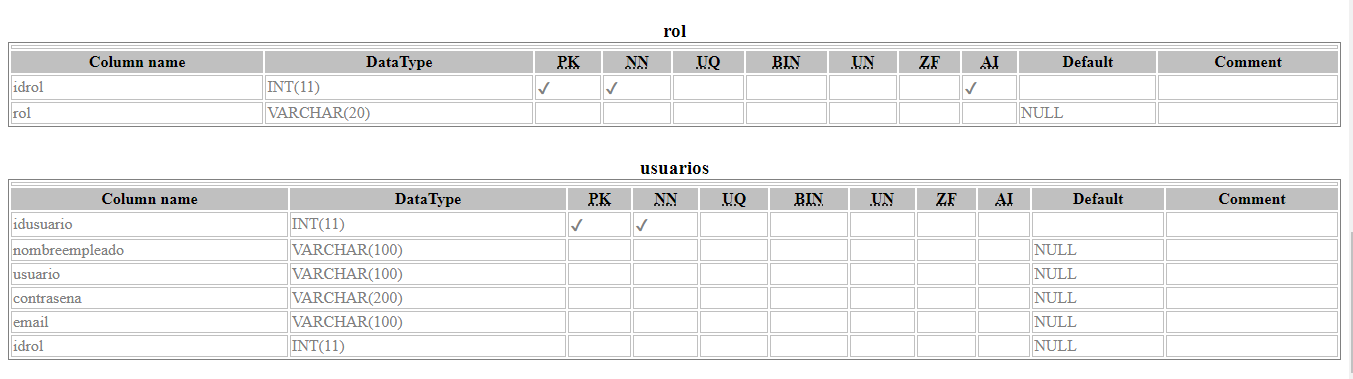 rol
Column name DataType PK NN UQ BIN UN ZF AI Default Comment
idrol INT(11) ✓ ✓ ✓
rol VARCHAR(20) NULL
usuarios
Column name DataType PK NN UQ BIN UN ZF AI Default Comment
idusuario INT(11) ✓ ✓
nombreempleado VARCHAR(100) NULL
usuario VARCHAR(100) NULL
contrasena VARCHAR(200) NULL
email VARCHAR(100) NULL
idrol INT(11) NULL